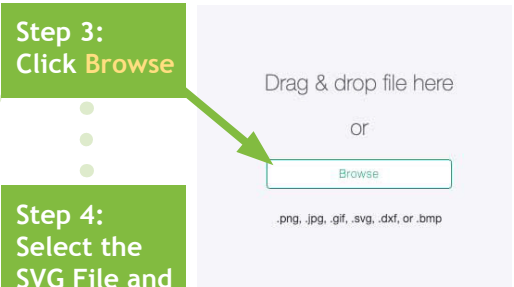 Step 3:
Click Browse
Drag & drop file here
or
Browse
.png, .jpg, .gif, .svg, .dxf, or .bmp
Step 4:
Select the
SVG File and